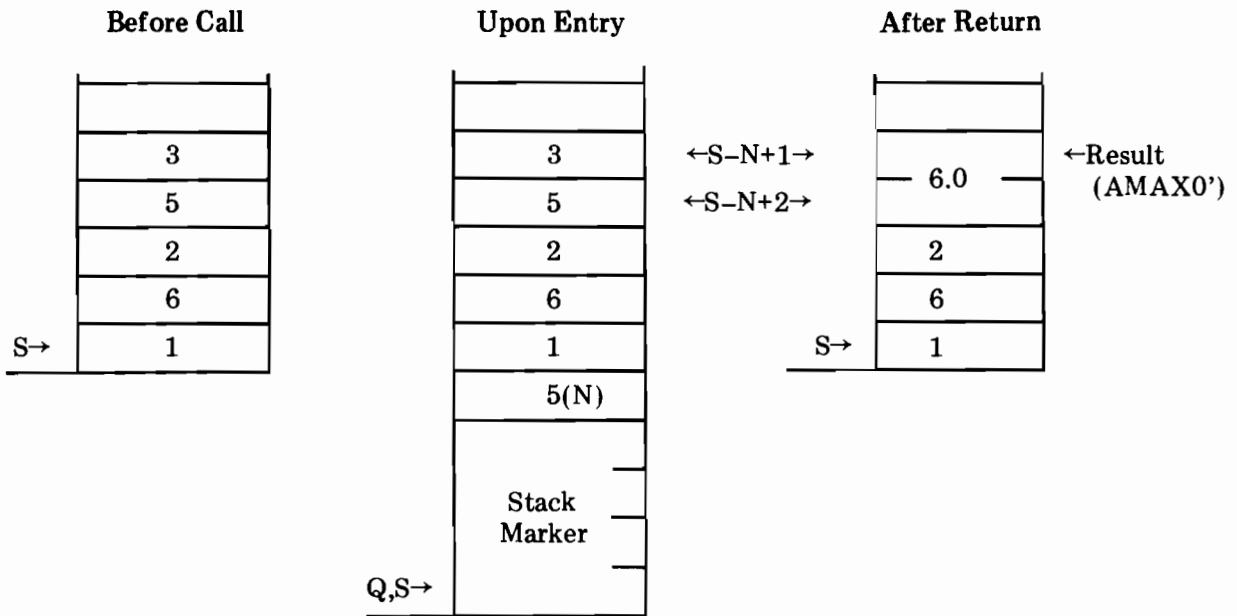 Before Call
Upon Entry
After Return
3
3
←S–N+1→
6.0
←Result
(AMAX0')
5
5
←S–N+2→
2
2
2
6
6
6
S→
1
1
S→
1
5(N)
Stack
Marker
Q,S→